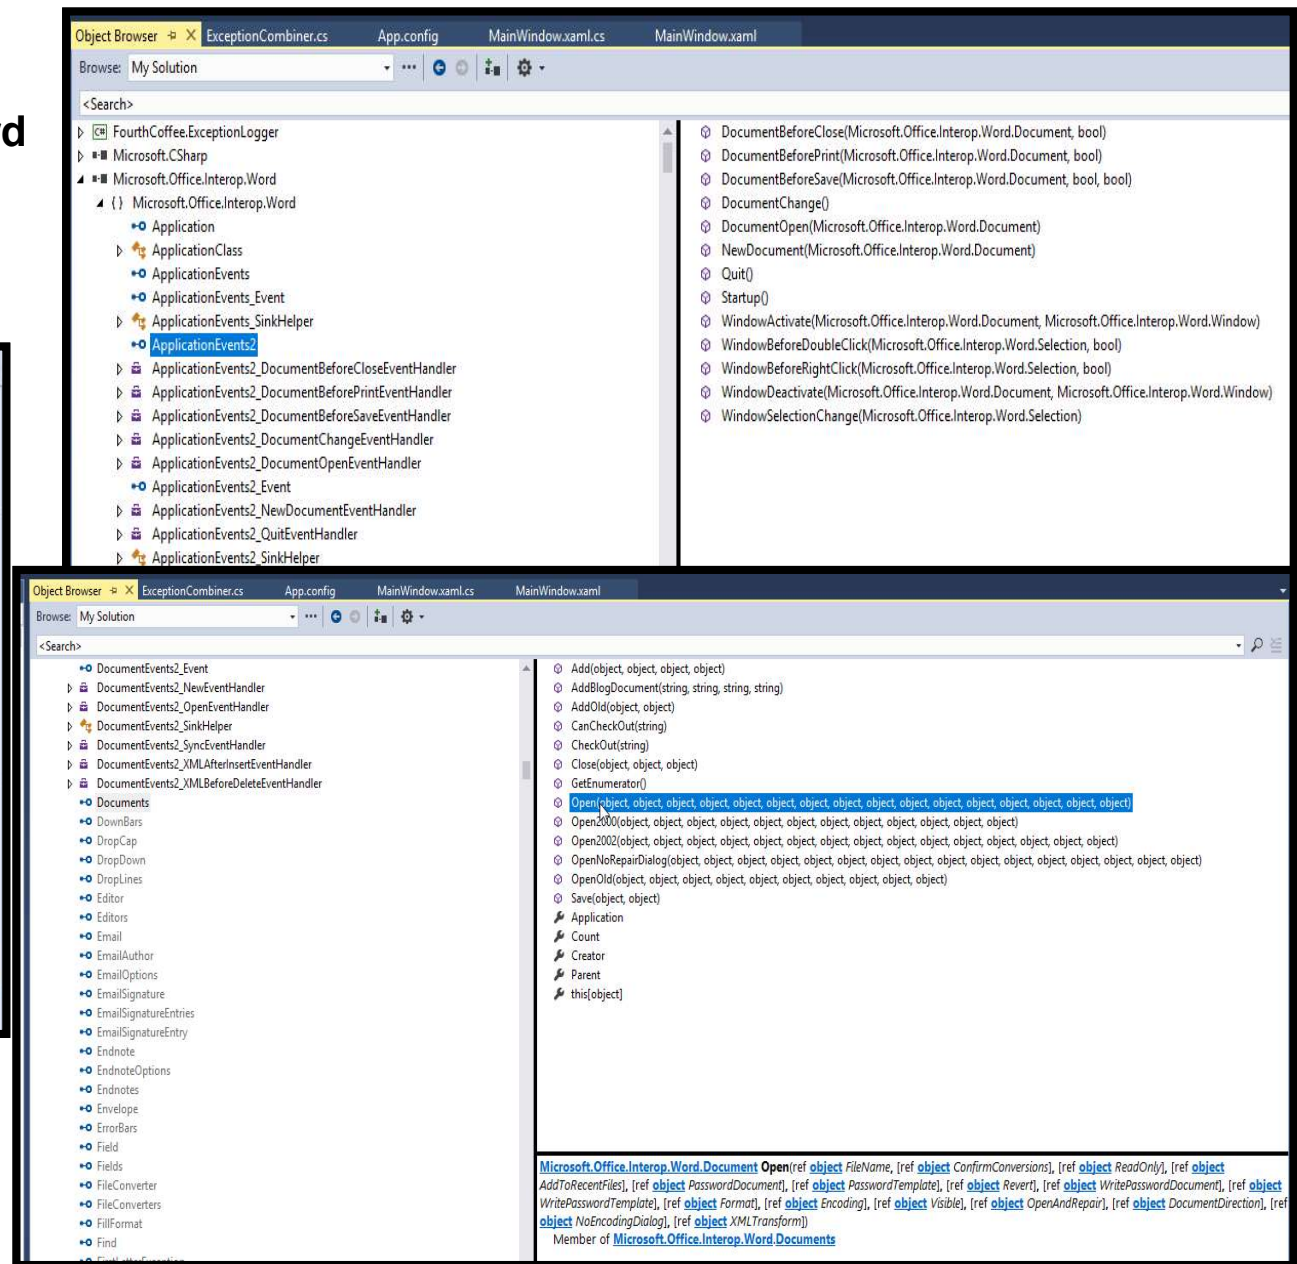 Object Browser ExceptionCombiner.cs App.config MainWindow.xaml.cs MainWindow.xaml
Browse: My Solution
<Search>
FourthCoffee.ExceptionLogger
Microsoft.CSharp
Microsoft.Office.Interop.Word
{ } Microsoft.Office.Interop.Word
Application
ApplicationClass
ApplicationEvents
ApplicationEvents_Event
ApplicationEvents_SinkHelper
ApplicationEvents2
ApplicationEvents2_DocumentBeforeCloseEventHandler
ApplicationEvents2_DocumentBeforePrintEventHandler
ApplicationEvents2_DocumentBeforeSaveEventHandler
ApplicationEvents2_DocumentChangeEventHandler
ApplicationEvents2_DocumentOpenEventHandler
ApplicationEvents2_Event
ApplicationEvents2_NewDocumentEventHandler
ApplicationEvents2_QuitEventHandler
ApplicationEvents2_SinkHelper
DocumentBeforeClose(Microsoft.Office.Interop.Word.Document, bool)
DocumentBeforePrint(Microsoft.Office.Interop.Word.Document, bool)
DocumentBeforeSave(Microsoft.Office.Interop.Word.Document, bool, bool)
DocumentChange()
DocumentOpen(Microsoft.Office.Interop.Word.Document)
NewDocument(Microsoft.Office.Interop.Word.Document)
Quit()
Startup()
WindowActivate(Microsoft.Office.Interop.Word.Document, Microsoft.Office.Interop.Word.Window)
WindowBeforeDoubleClick(Microsoft.Office.Interop.Word.Selection, bool)
WindowBeforeRightClick(Microsoft.Office.Interop.Word.Selection, bool)
WindowDeactivate(Microsoft.Office.Interop.Word.Document, Microsoft.Office.Interop.Word.Window)
WindowSelectionChange(Microsoft.Office.Interop.Word.Selection)
Object Browser ExceptionCombiner.cs App.config MainWindow.xaml.cs MainWindow.xaml
Browse: My Solution
<Search>
DocumentEvents2_Event
DocumentEvents2_NewEventHandler
DocumentEvents2_OpenEventHandler
DocumentEvents2_SinkHelper
DocumentEvents2_SyncEventHandler
DocumentEvents2_XMLAfterInsertEventHandler
DocumentEvents2_XMLBeforeDeleteEventHandler
Documents
DownBars
DropCap
DropDown
DropLines
Editor
Editors
Email
EmailAuthor
EmailOptions
EmailSignature
EmailSignatureEntries
EmailSignatureEntry
Endnote
EndnoteOptions
Endnotes
Envelope
ErrorBars
Field
Fields
FileConverter
FileConverters
FillFormat
Find
Add(object, object, object, object)
AddBlogDocument(string, string, string, string)
AddOld(object, object)
CanCheckOut(string)
CheckOut(string)
Close(object, object, object)
GetEnumerator()
Open(object, object, object, object, object, object, object, object, object, object, object, object, object, object, object, object)
Open2000(object, object, object, object, object, object, object, object, object, object, object, object)
Open2002(object, object, object, object, object, object, object, object, object, object, object, object, object, object, object)
OpenNoRepairDialog(object, object, object, object, object, object, object, object, object, object, object, object, object, object, object, object)
OpenOld(object, object, object, object, object, object, object, object, object, object)
Save(object, object)
Application
Count
Creator
Parent
this[object]
Microsoft.Office.Interop.Word.Document Open(ref object FileName, [ref object ConfirmConversions], [ref object ReadOnly], [ref object
AddToRecentFiles], [ref object PasswordDocument], [ref object PasswordTemplate], [ref object Revert], [ref object WritePasswordDocument], [ref object
WritePasswordTemplate], [ref object Format], [ref object Encoding], [ref object Visible], [ref object OpenAndRepair], [ref object DocumentDirection], [ref
object NoEncodingDialog], [ref object XMLTransform])
Member of Microsoft.Office.Interop.Word.Documents